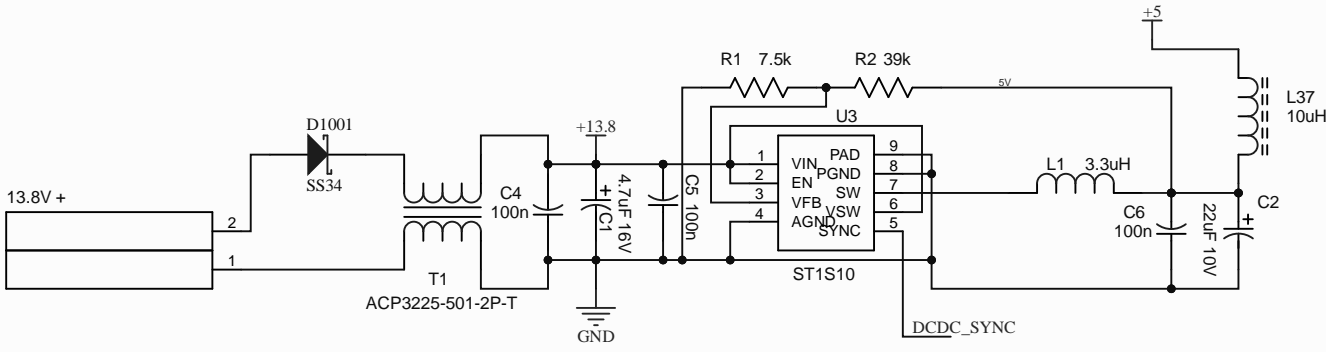 +5
R1 7.5k
R2 39k
5V
U3
L37
10uH
D1001
SS34
+13.8
13.8V +
2
1
T1
ACP3225-501-2P-T
C4
100n
+
4.7uF 16V
C1
C5 100n
1
2
3
4
VIN
EN
VFB
AGND
PAD
PGND
SW
VSW
SYNC
9
8
7
6
5
ST1S10
L1 3.3uH
C6
100n
22uF 10V
+
C2
GND
DCDC_SYNC